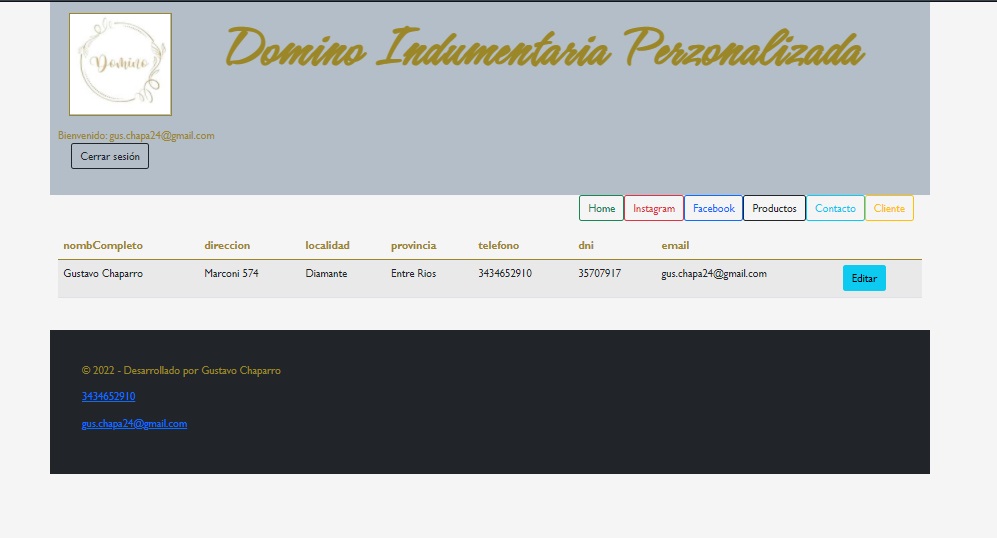 Domino
Domino Indumentaria Perzonalizada
Bienvenido: gus.chapa24@gmail.com
Cerrar sesión
Home Instagram Facebook Productos Contacto Cliente
nombCompleto direccion localidad provincia telefono dni email
Gustavo Chaparro Marconi 574 Diamante Entre Rios 3434652910 35707917 gus.chapa24@gmail.com Editar
© 2022 - Desarrollado por Gustavo Chaparro
3434652910
gus.chapa24@gmail.com